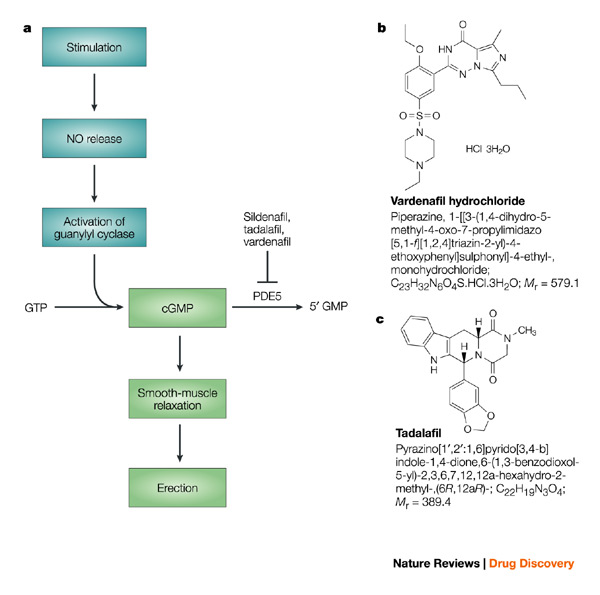 a
Stimulation
NO release
Activation of
guanylyl cyclase
Sildenafil,
tadalafil,
vardenafil
PDE5
GTP
cGMP
5′ GMP
Smooth-muscle
relaxation
Erection
b
O
O
HN
N
N
N
O S O
N
N
HCl 3H₂O
Vardenafil hydrochloride
Piperazine, 1-[[3-(1,4-dihydro-5-
methyl-4-oxo-7-propylimidazo
[5,1-f][1,2,4]triazin-2-yl)-4-
ethoxyphenyl]sulphonyl]-4-ethyl-,
monohydrochloride;
C₂₃H₃₂N₆O₄S.HCl.3H₂O; Mr = 579.1
c
O
H
N CH₃
N
N
H
H
O
O
O
Tadalafil
Pyrazino[1′,2′:1,6]pyrido[3,4-b]
indole-1,4-dione,6-(1,3-benzodioxol-
5-yl)-2,3,6,7,12,12a-hexahydro-2-
methyl-,(6R,12aR)-; C₂₂H₁₉N₃O₄;
Mr = 389.4
Nature Reviews | Drug Discovery